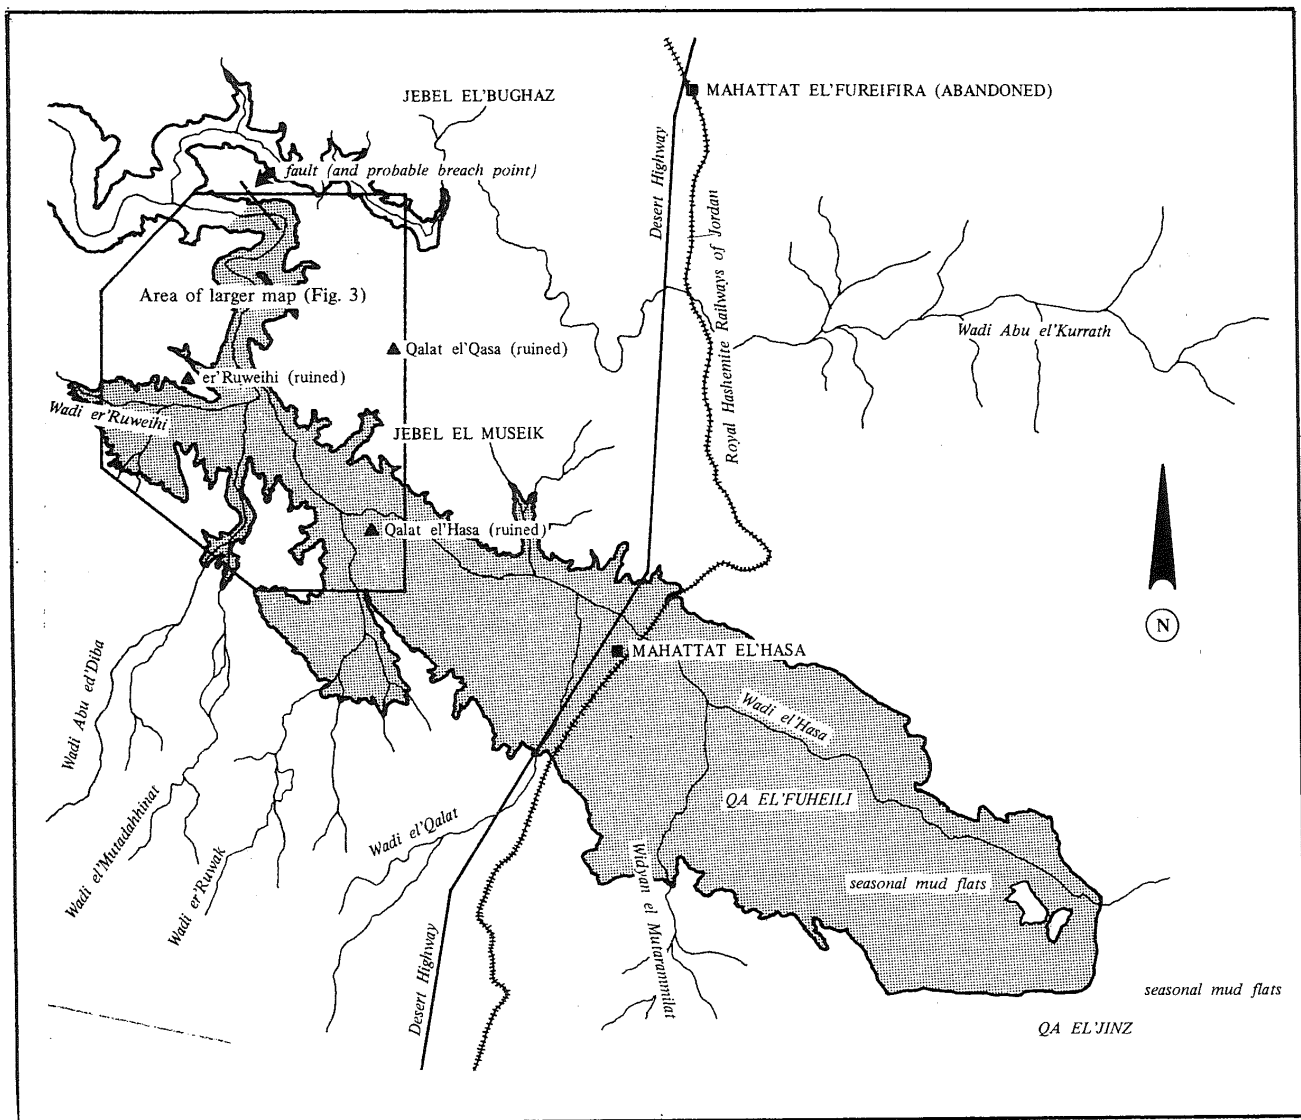 MAHATTAT EL'FUREIFIRA (ABANDONED)
JEBEL EL'BUGHAZ
fault (and probable breach point)
Desert Highway
Royal Hashemite Railways of Jordan
Area of larger map (Fig. 3)
Wadi Abu el'Kurrath
Qalat el'Qasa (ruined)
er'Ruweihi (ruined)
Wadi er'Ruweihi
JEBEL EL MUSEIK
Qalat el'Hasa (ruined)
N
MAHATTAT EL'HASA
Wadi Abu ed'Diba
Wadi el'Hasa
Wadi el'Mutadahhinat
QA EL'FUHEILI
Wadi el'Qalat
Wadi er'Ruwak
Widyan el Mutarammilat
seasonal mud flats
Desert Highway
seasonal mud flats
QA EL'JINZ